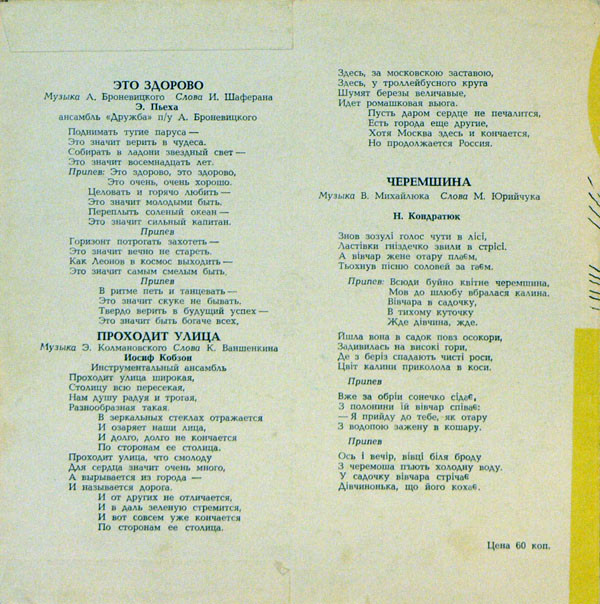 ЭТО ЗДОРОВО
Музыка А. Броневицкого Слова И. Шаферана
Э. Пьеха
ансамбль «Дружба» п/у А. Броневицкого
Поднимать тугие паруса —
Это значит верить в чудеса.
Собирать в ладони звездный свет —
Это значит восемнадцать лет.
Припев: Это здорово, это здорово,
Это очень, очень хорошо.
Целовать и горячо любить —
Это значит молодыми быть.
Переплыть соленый океан —
Это значит сильный капитан.
Припев
Горизонт потрогать захотеть —
Это значит вечно не стареть.
Как Леонов в космос выходить —
Это значит самым смелым быть.
Припев
В ритме петь и танцевать —
Это значит скуке не бывать.
Твердо верить в будущий успех —
Это значит быть богаче всех,
ПРОХОДИТ УЛИЦА
Музыка Э. Колмановского Слова К. Ваншенкина
Иосиф Кобзон
Инструментальный ансамбль
Проходит улица широкая,
Столицу всю пересекая,
Нам душу радуя и трогая,
Разнообразная такая.
В зеркальных стеклах отражается
И озаряет наши лица,
И долго, долго не кончается
По сторонам ее столица.
Проходит улица, что смолоду
Для сердца значит очень много,
А вырывается из города —
И называется дорога.
И от других не отличается,
И в даль зеленую стремится,
И вот совсем уже кончается
По сторонам ее столица.
Здесь, за московскою заставою,
Здесь, у троллейбусного круга
Шумят березы величавые,
Идет ромашковая вьюга.
Пусть даром сердце не печалится,
Есть города еще другие,
Хотя Москва здесь и кончается,
Но продолжается Россия.
ЧЕРЕМШИНА
Музыка В. Михайлюка Слова М. Юрийчука
Н. Кондратюк
Знов зозулі голос чути в лісі,
Ластівки гніздечко звили в стрісі.
А вівчар жене отару плаєм,
Тьохнув пісню соловей за гаєм.
Припев: Всюди буйно квітне черемшина,
Мов до шлюбу вбралася калина.
Вівчара в садочку,
В тихому куточку
Жде дівчина, жде.
Йшла вона в садок повз осокори,
Задивилась на високі гори,
Де з беріз спадають чисті роси,
Цвіт калини приколола в коси.
Припев
Вже за обрій сонечко сідає,
З полонини їй вівчар співає:
— Я прийду до тебе, як отару
З водопою зажену в кошару.
Припев
Ось і вечір, вівці біля броду
З черемоша п'ють холодну воду.
У садочку вівчара стрічає
Дівчинонька, що його кохає.
Цена 60 коп.